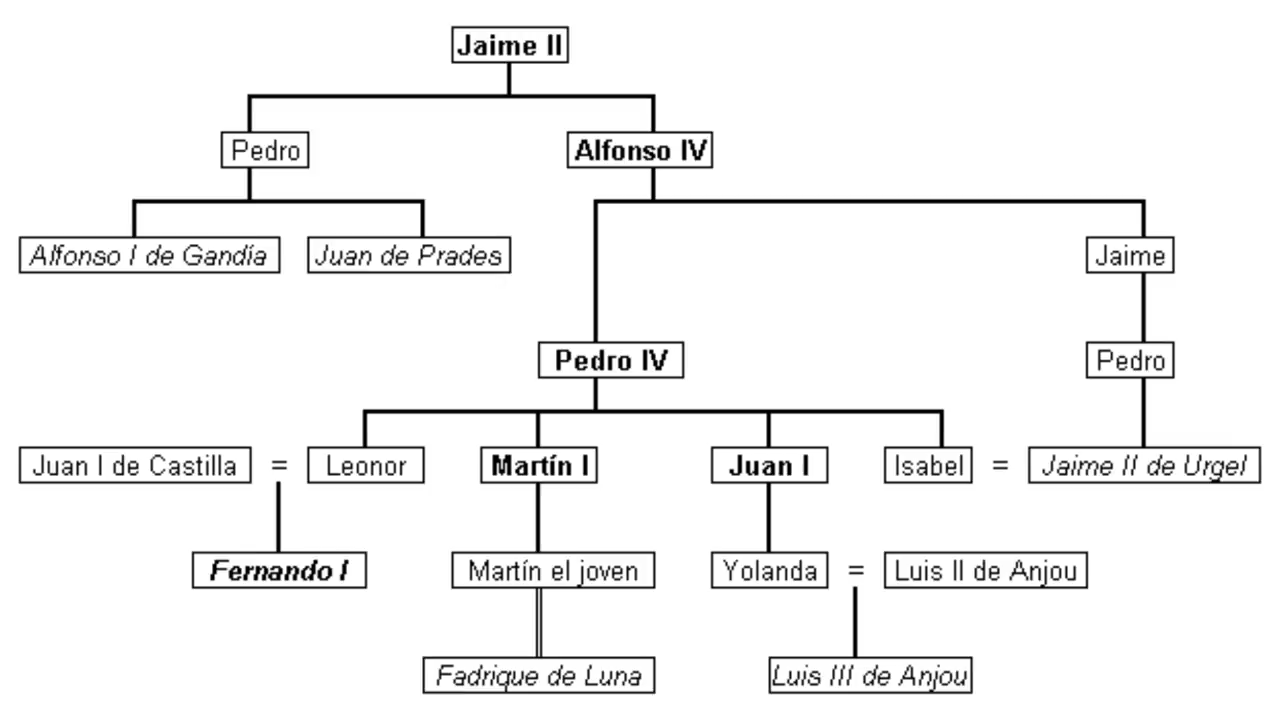 Jaime II
Pedro
Alfonso IV
Alfonso I de Gandía
Juan de Prades
Jaime
Pedro IV
Pedro
Juan I de Castilla = Leonor
Martín I
Juan I
Isabel = Jaime II de Urgel
Fernando I
Martín el joven
Yolanda = Luis II de Anjou
Fadrique de Luna
Luis III de Anjou